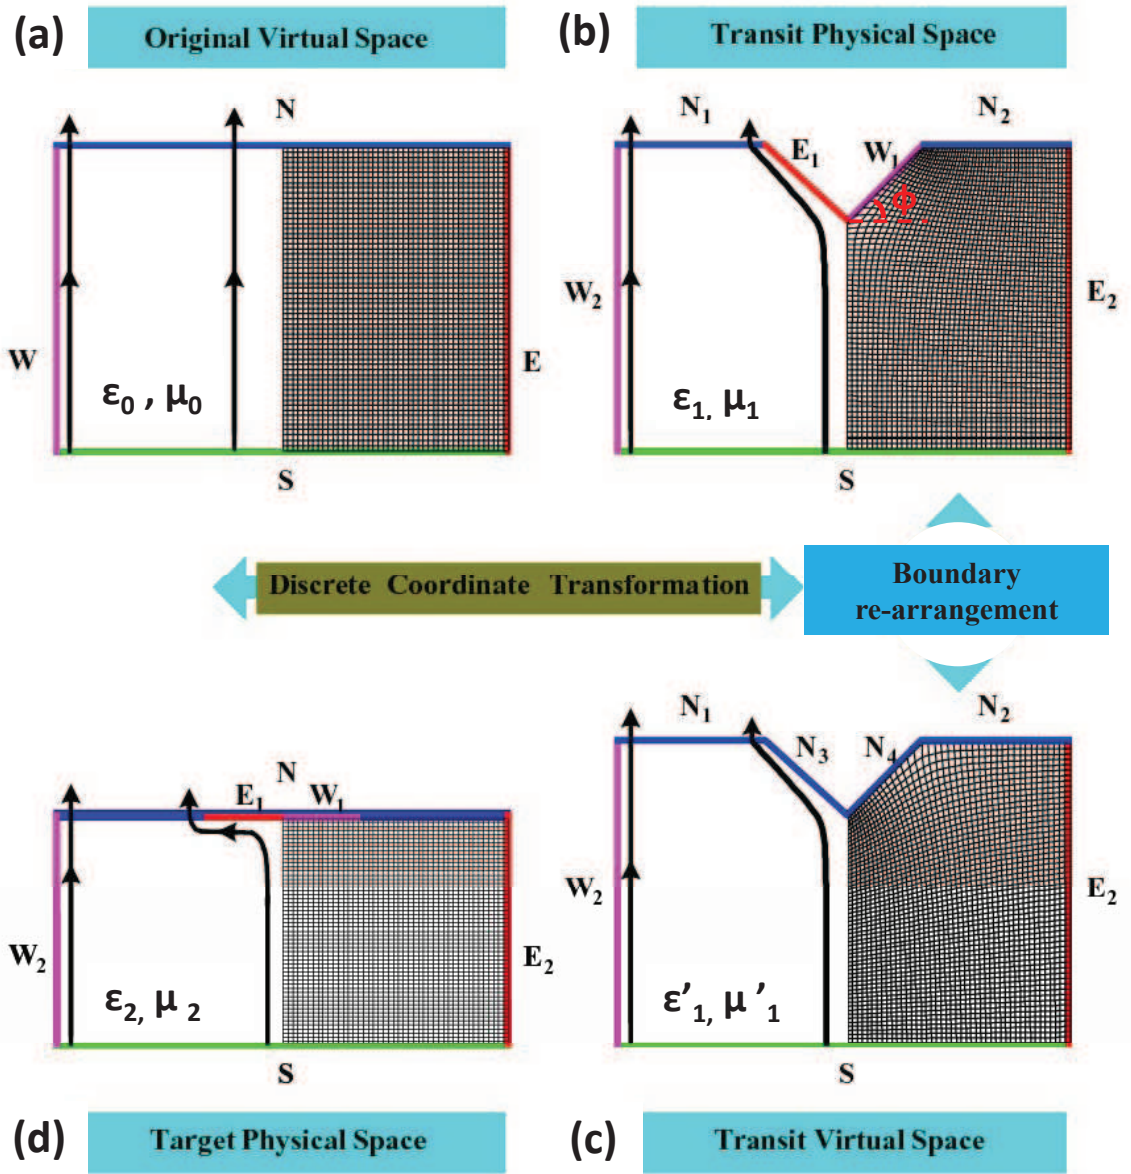 (a)
Original Virtual Space
(b)
Transit Physical Space
N
N₁
N₂
E₁
W₁
ϕ
W
E
W₂
E₂
ε₀ , μ₀
ε₁, μ₁
S
S
Discrete Coordinate Transformation
Boundary
re-arrangement
N₁
N₂
N
N₃
N₄
E₁
W₁
W₂
E₂
W₂
E₂
ε₂, μ ₂
ε’₁, μ ’₁
S
S
(d)
Target Physical Space
(c)
Transit Virtual Space